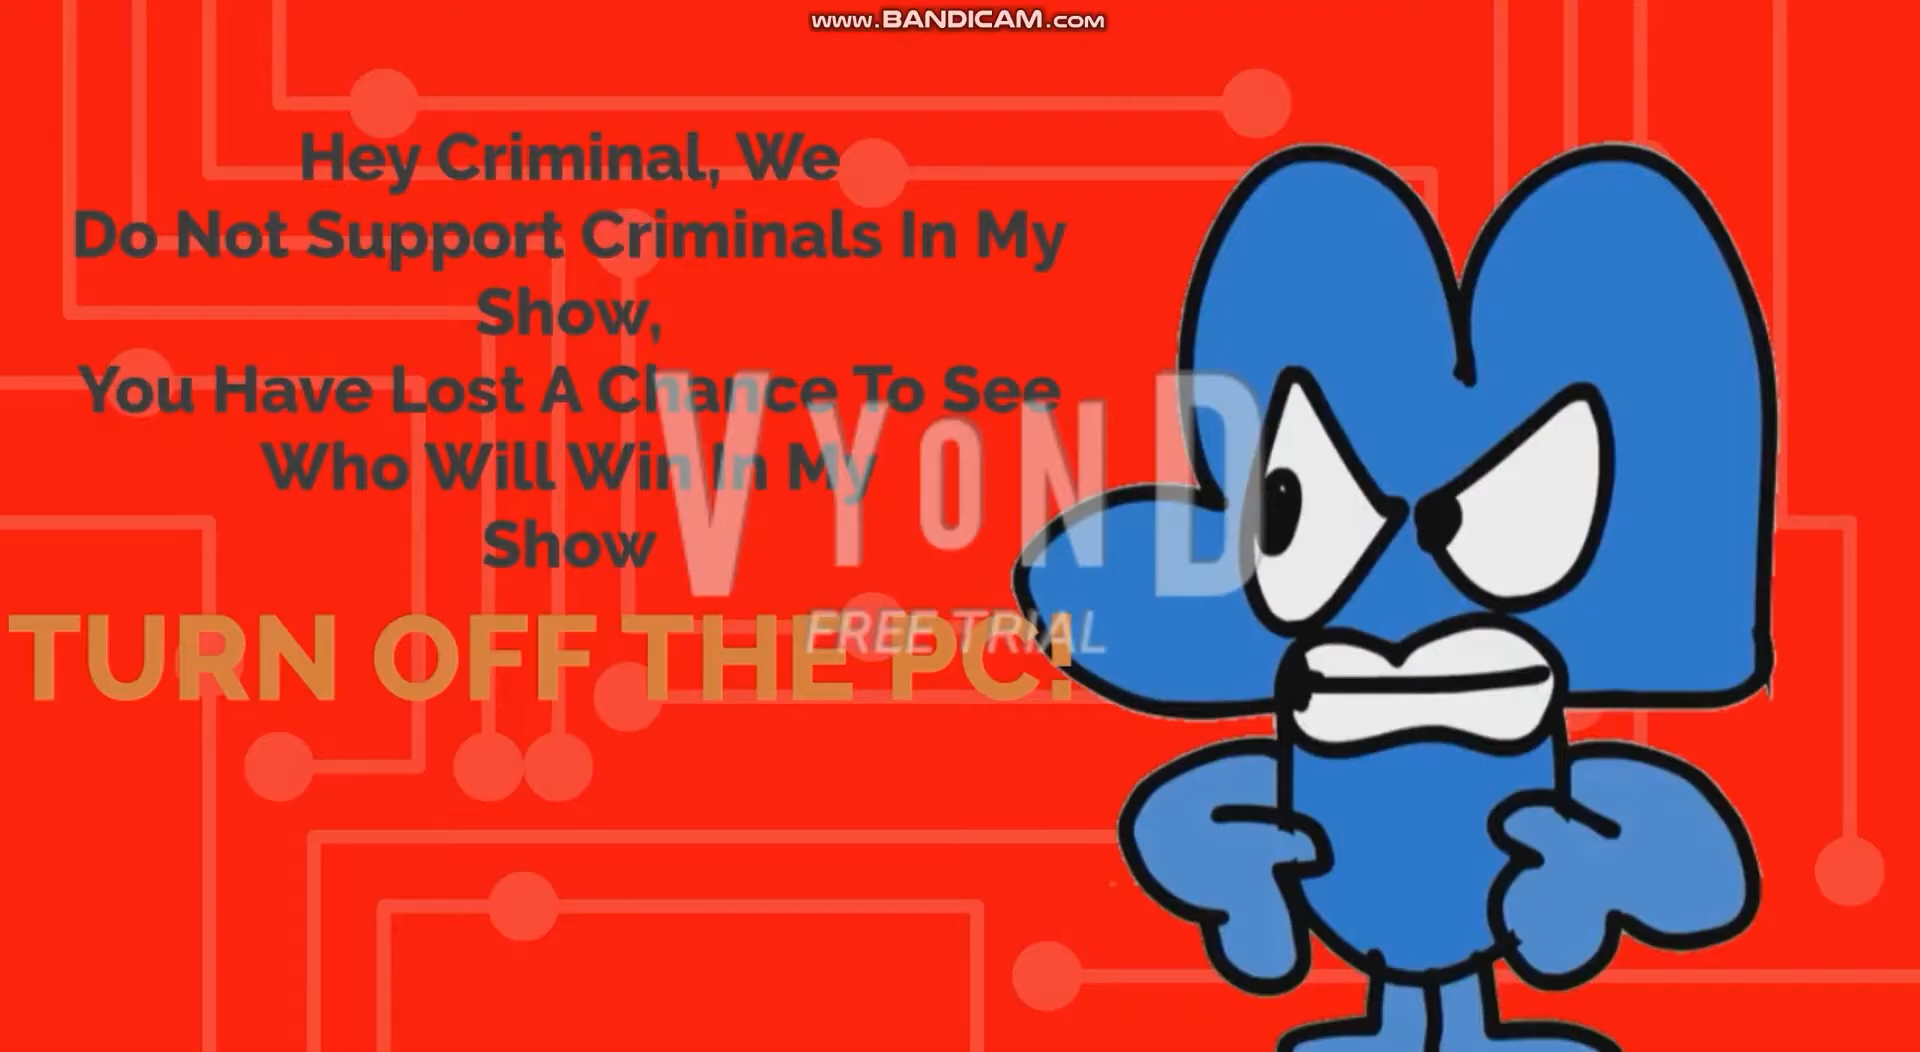 www.BANDICAM.com
Hey Criminal, We
Do Not Support Criminals In My
Show,
You Have Lost A Chance To See
Who Will Win In My
Show
VYOND
FREE TRIAL
TURN OFF THE PC!